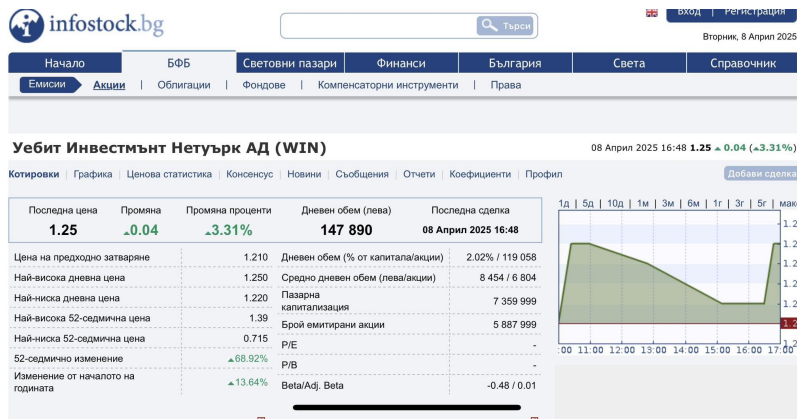 infostock.bg
Търси
Вход | Регистрация
Вторник, 8 Април 2025
Начало БФБ Световни пазари Финанси България Света Справочник
Емисии Акции | Облигации | Фондове | Компенсаторни инструменти | Права
Уебит Инвестмънт Нетуърк АД (WIN)
08 Април 2025 16:48 1.25 0.04 (3.31%)
Котировки | Графика | Ценова статистика | Консенсус | Новини | Съобщения | Отчети | Коефициенти | Профил
Добави сделка
1д | 5д | 10д | 1м | 3м | 6м | 1г | 3г | 5г | мак
Последна цена Промяна Промяна проценти Дневен обем (лева) Последна сделка
1.25 0.04 3.31% 147 890 08 Април 2025 16:48
Цена на предходно затваряне 1.210 Дневен обем (% от капитала/акции) 2.02% / 119 058
Най-висока дневна цена 1.250 Средно дневен обем (лева/акции) 8 454 / 6 804
Най-ниска дневна цена 1.220 Пазарна капитализация 7 359 999
Най-висока 52-седмична цена 1.39 Брой емитирани акции 5 887 999
Най-ниска 52-седмична цена 0.715 P/E -
52-седмично изменение 68.92% P/B -
Изменение от началото на годината 13.64% Beta/Adj. Beta -0.48 / 0.01
:00 11:00 12:00 13:00 14:00 15:00 16:00 17:00